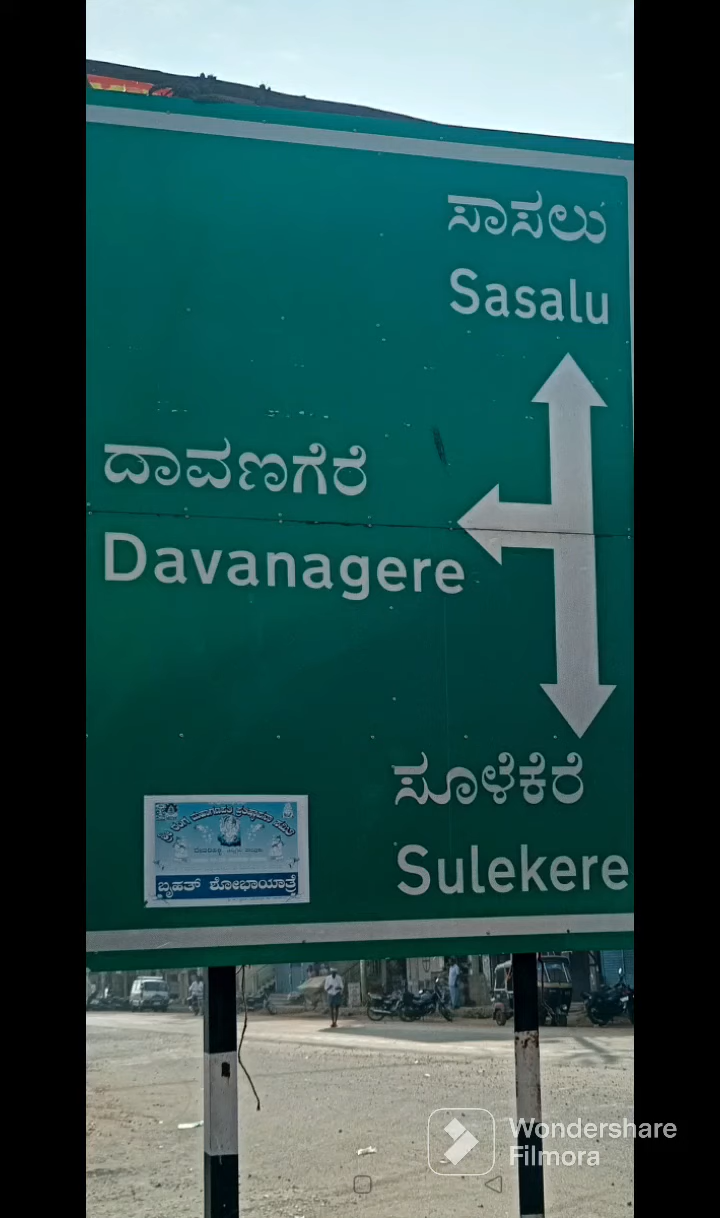 ಸಾಸಲು
Sasalu
ದಾವಣಗೆರೆ
Davanagere
ಸೂಳೆಕೆರೆ
Sulekere
ಬೃಹತ್ ಶೋಭಾಯಾತ್ರೆ
Wondershare
Filmora